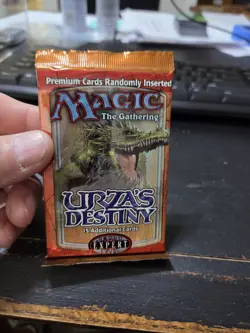 Premium Cards Randomly Inserted
MAGIC
The Gathering
URZA'S
DESTINY
15 Additional Cards
EXPERT